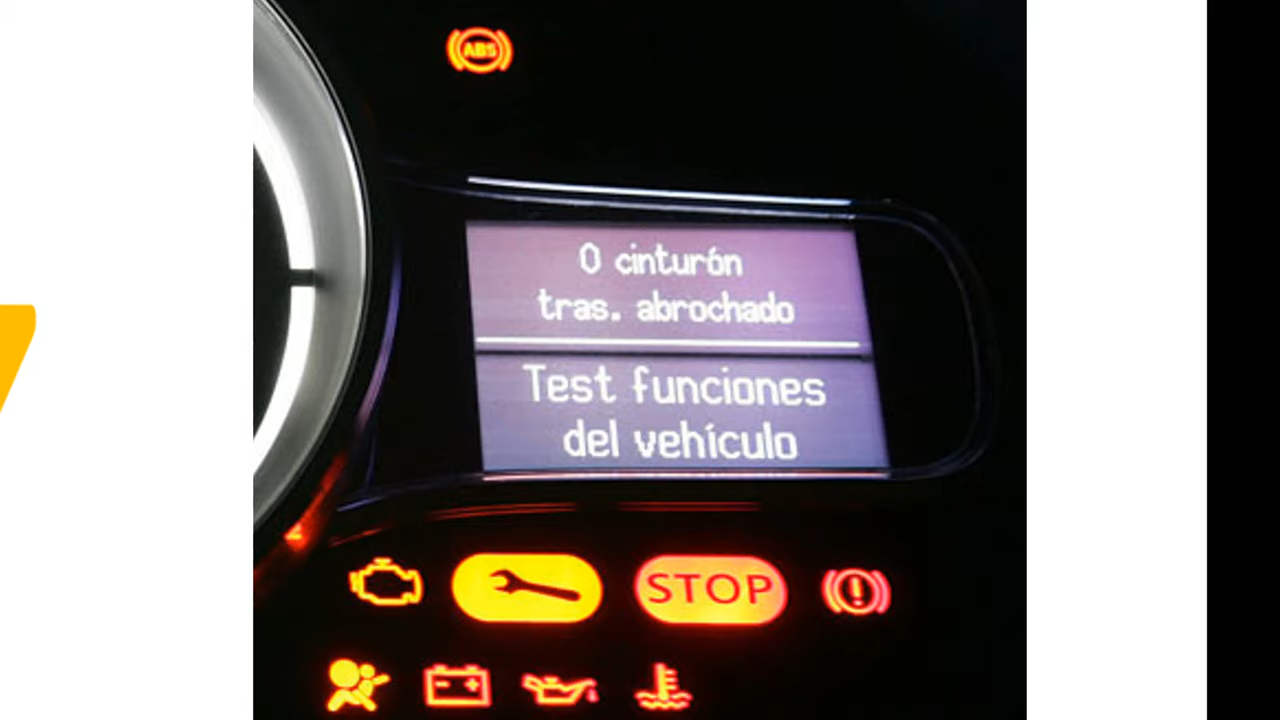 ABS
0 cinturón
tras. abrochado
Test funciones
del vehículo
STOP